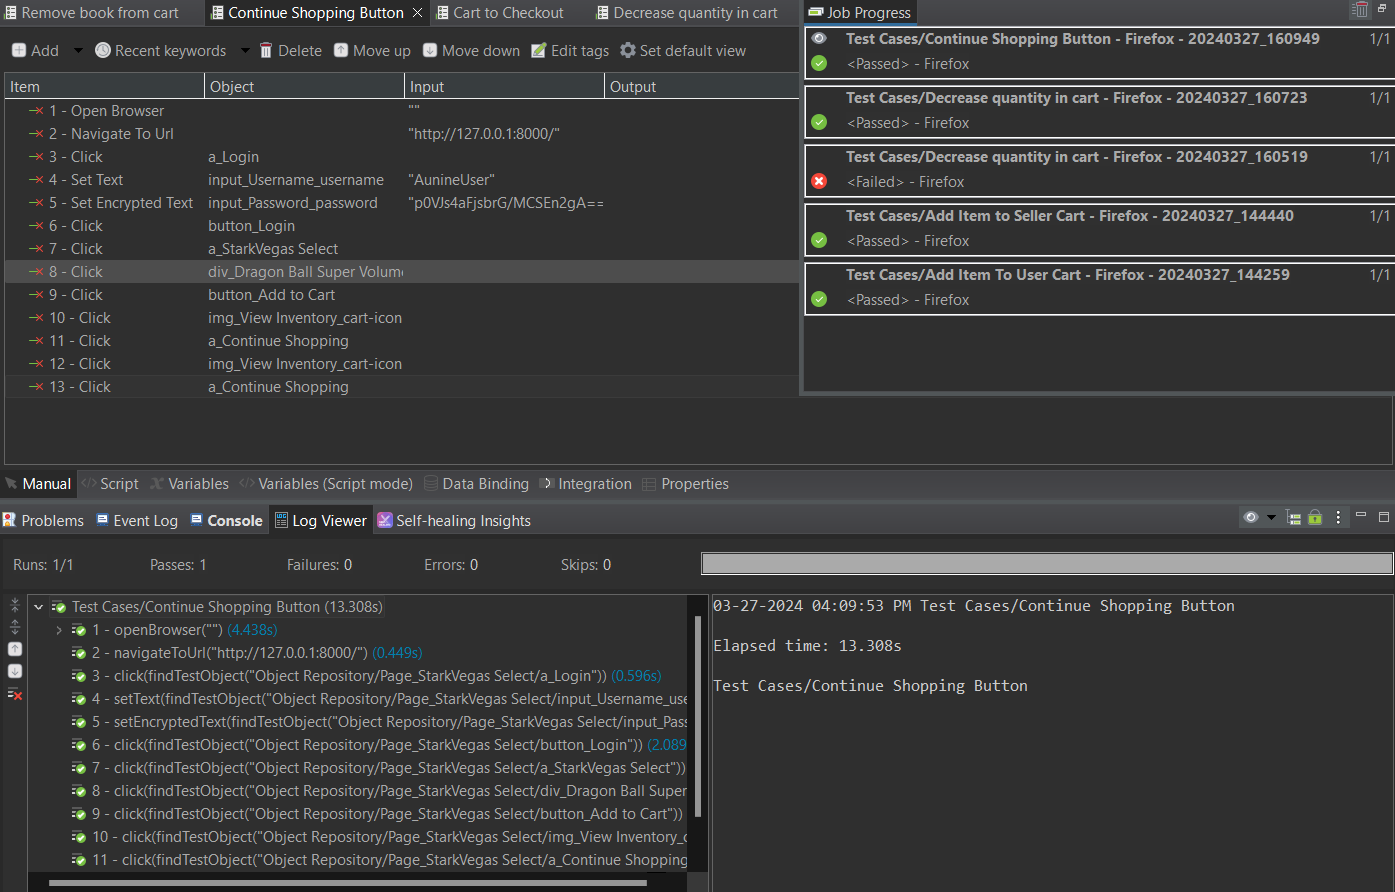 Remove book from cart
Continue Shopping Button
Cart to Checkout
Decrease quantity in cart
Job Progress
Add
Recent keywords
Delete
Move up
Move down
Edit tags
Set default view
Item Object Input Output
1 - Open Browser ""
2 - Navigate To Url "http://127.0.0.1:8000/"
3 - Click a_Login
4 - Set Text input_Username_username "AunineUser"
5 - Set Encrypted Text input_Password_password "p0VJs4aFjsbrG/MCSEn2gA==
6 - Click button_Login
7 - Click a_StarkVegas Select
8 - Click div_Dragon Ball Super Volume
9 - Click button_Add to Cart
10 - Click img_View Inventory_cart-icon
11 - Click a_Continue Shopping
12 - Click img_View Inventory_cart-icon
13 - Click a_Continue Shopping
Test Cases/Continue Shopping Button - Firefox - 20240327_160949 1/1
<Passed> - Firefox
Test Cases/Decrease quantity in cart - Firefox - 20240327_160723 1/1
<Passed> - Firefox
Test Cases/Decrease quantity in cart - Firefox - 20240327_160519 1/1
<Failed> - Firefox
Test Cases/Add Item to Seller Cart - Firefox - 20240327_144440 1/1
<Passed> - Firefox
Test Cases/Add Item To User Cart - Firefox - 20240327_144259 1/1
<Passed> - Firefox
Manual Script Variables Variables (Script mode) Data Binding Integration Properties
Problems Event Log Console Log Viewer Self-healing Insights
Runs: 1/1 Passes: 1 Failures: 0 Errors: 0 Skips: 0
Test Cases/Continue Shopping Button (13.308s)
1 - openBrowser("") (4.438s)
2 - navigateToUrl("http://127.0.0.1:8000/") (0.449s)
3 - click(findTestObject("Object Repository/Page_StarkVegas Select/a_Login")) (0.596s)
4 - setText(findTestObject("Object Repository/Page_StarkVegas Select/input_Username_use
5 - setEncryptedText(findTestObject("Object Repository/Page_StarkVegas Select/input_Pas
6 - click(findTestObject("Object Repository/Page_StarkVegas Select/button_Login")) (2.089
7 - click(findTestObject("Object Repository/Page_StarkVegas Select/a_StarkVegas Select"))
8 - click(findTestObject("Object Repository/Page_StarkVegas Select/div_Dragon Ball Super
9 - click(findTestObject("Object Repository/Page_StarkVegas Select/button_Add to Cart"))
10 - click(findTestObject("Object Repository/Page_StarkVegas Select/img_View Inventory_c
11 - click(findTestObject("Object Repository/Page_StarkVegas Select/a_Continue Shopping
03-27-2024 04:09:53 PM Test Cases/Continue Shopping Button
Elapsed time: 13.308s
Test Cases/Continue Shopping Button